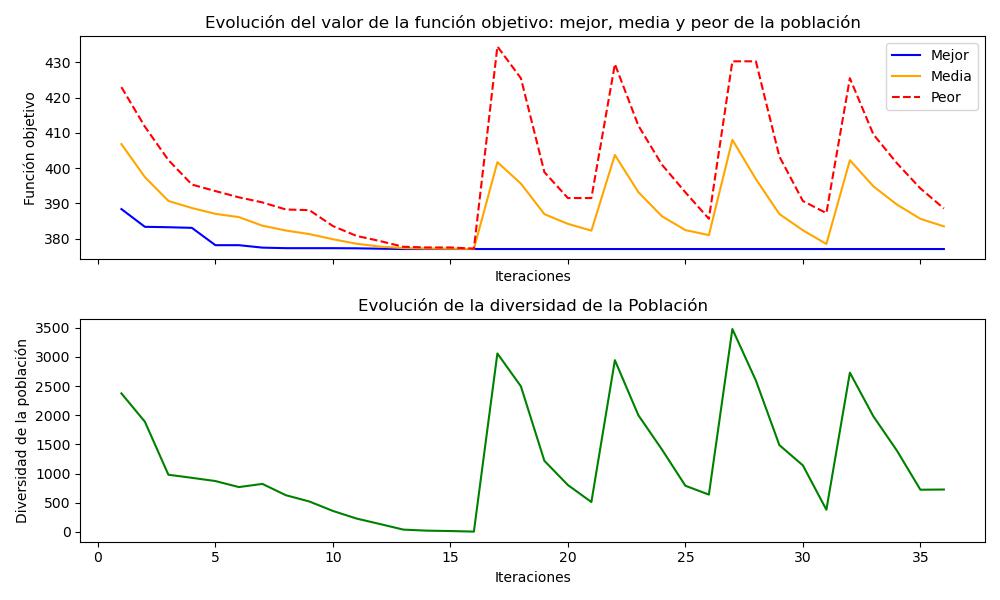 Evolución del valor de la función objetivo: mejor, media y peor de la población
Función objetivo
430
420
410
400
390
380
Mejor
Media
Peor
Iteraciones
Evolución de la diversidad de la Población
Diversidad de la población
3500
3000
2500
2000
1500
1000
500
0
0 5 10 15 20 25 30 35
Iteraciones